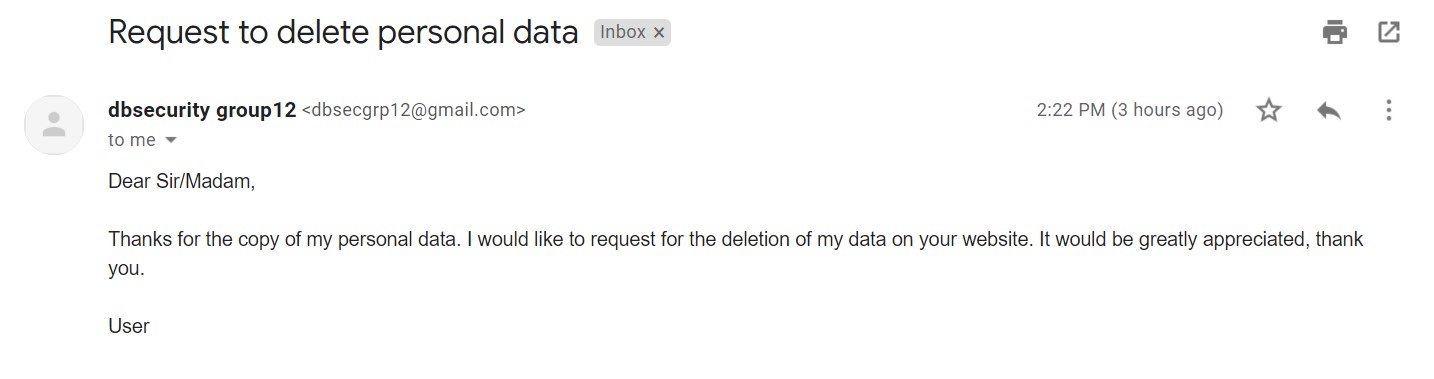 Request to delete personal data Inbox ×
dbsecurity group12 <dbsecgrp12@gmail.com> 2:22 PM (3 hours ago)
to me
Dear Sir/Madam,
Thanks for the copy of my personal data. I would like to request for the deletion of my data on your website. It would be greatly appreciated, thank
you.
User